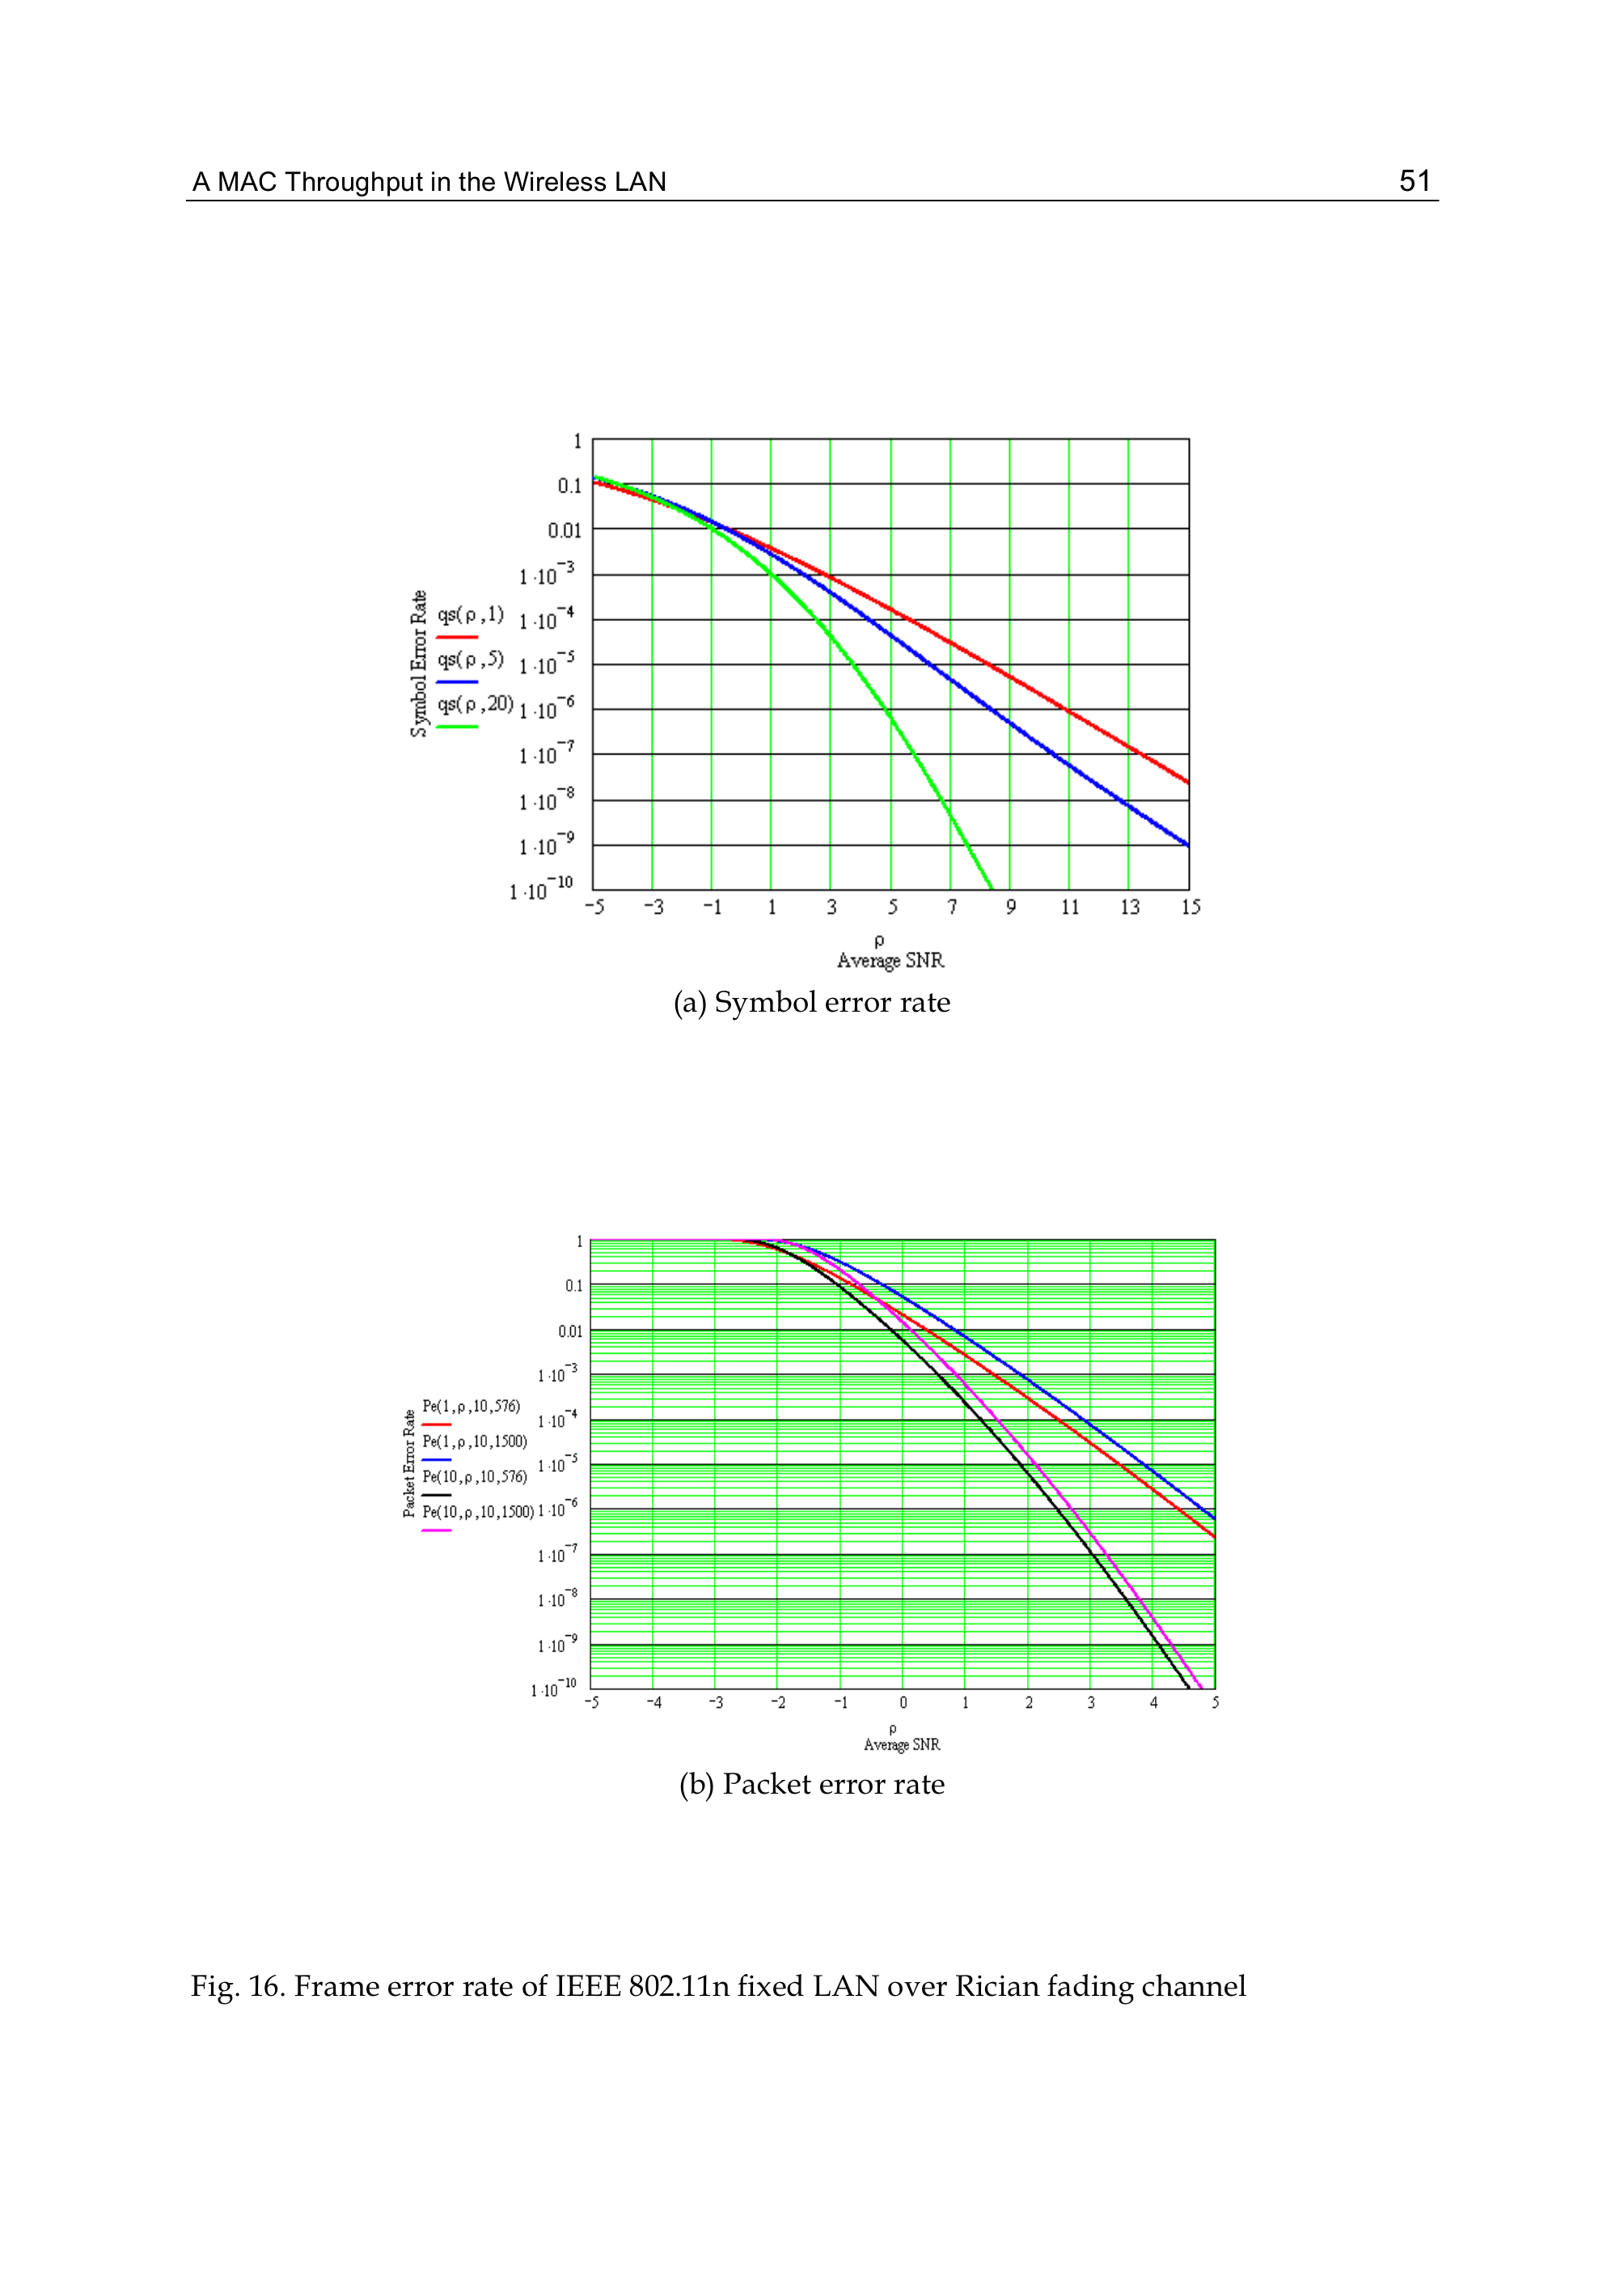 A MAC Throughput in the Wireless LAN 51
1
0.1
0.01
1·10⁻³
1·10⁻⁴
1·10⁻⁵
1·10⁻⁶
1·10⁻⁷
1·10⁻⁸
1·10⁻⁹
1·10⁻¹⁰
Symbol Error Rate
qs(ρ,1)
qs(ρ,5)
qs(ρ,20)
−5 −3 −1 1 3 5 7 9 11 13 15
ρ
Average SNR
(a) Symbol error rate
1
0.1
0.01
1·10⁻³
1·10⁻⁴
1·10⁻⁵
1·10⁻⁶
1·10⁻⁷
1·10⁻⁸
1·10⁻⁹
1·10⁻¹⁰
Packet Error Rate
Pe(1,ρ,10,576)
Pe(1,ρ,10,1500)
Pe(10,ρ,10,576)
Pe(10,ρ,10,1500)
−5 −4 −3 −2 −1 0 1 2 3 4 5
ρ
Average SNR
(b) Packet error rate
Fig. 16. Frame error rate of IEEE 802.11n fixed LAN over Rician fading channel